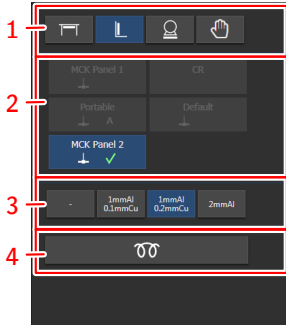 1
2
MCK Panel 1
CR
Portable
A
Default
MCK Panel 2
3
-
1mmAl
0.1mmCu
1mmAl
0.2mmCu
2mmAl
4